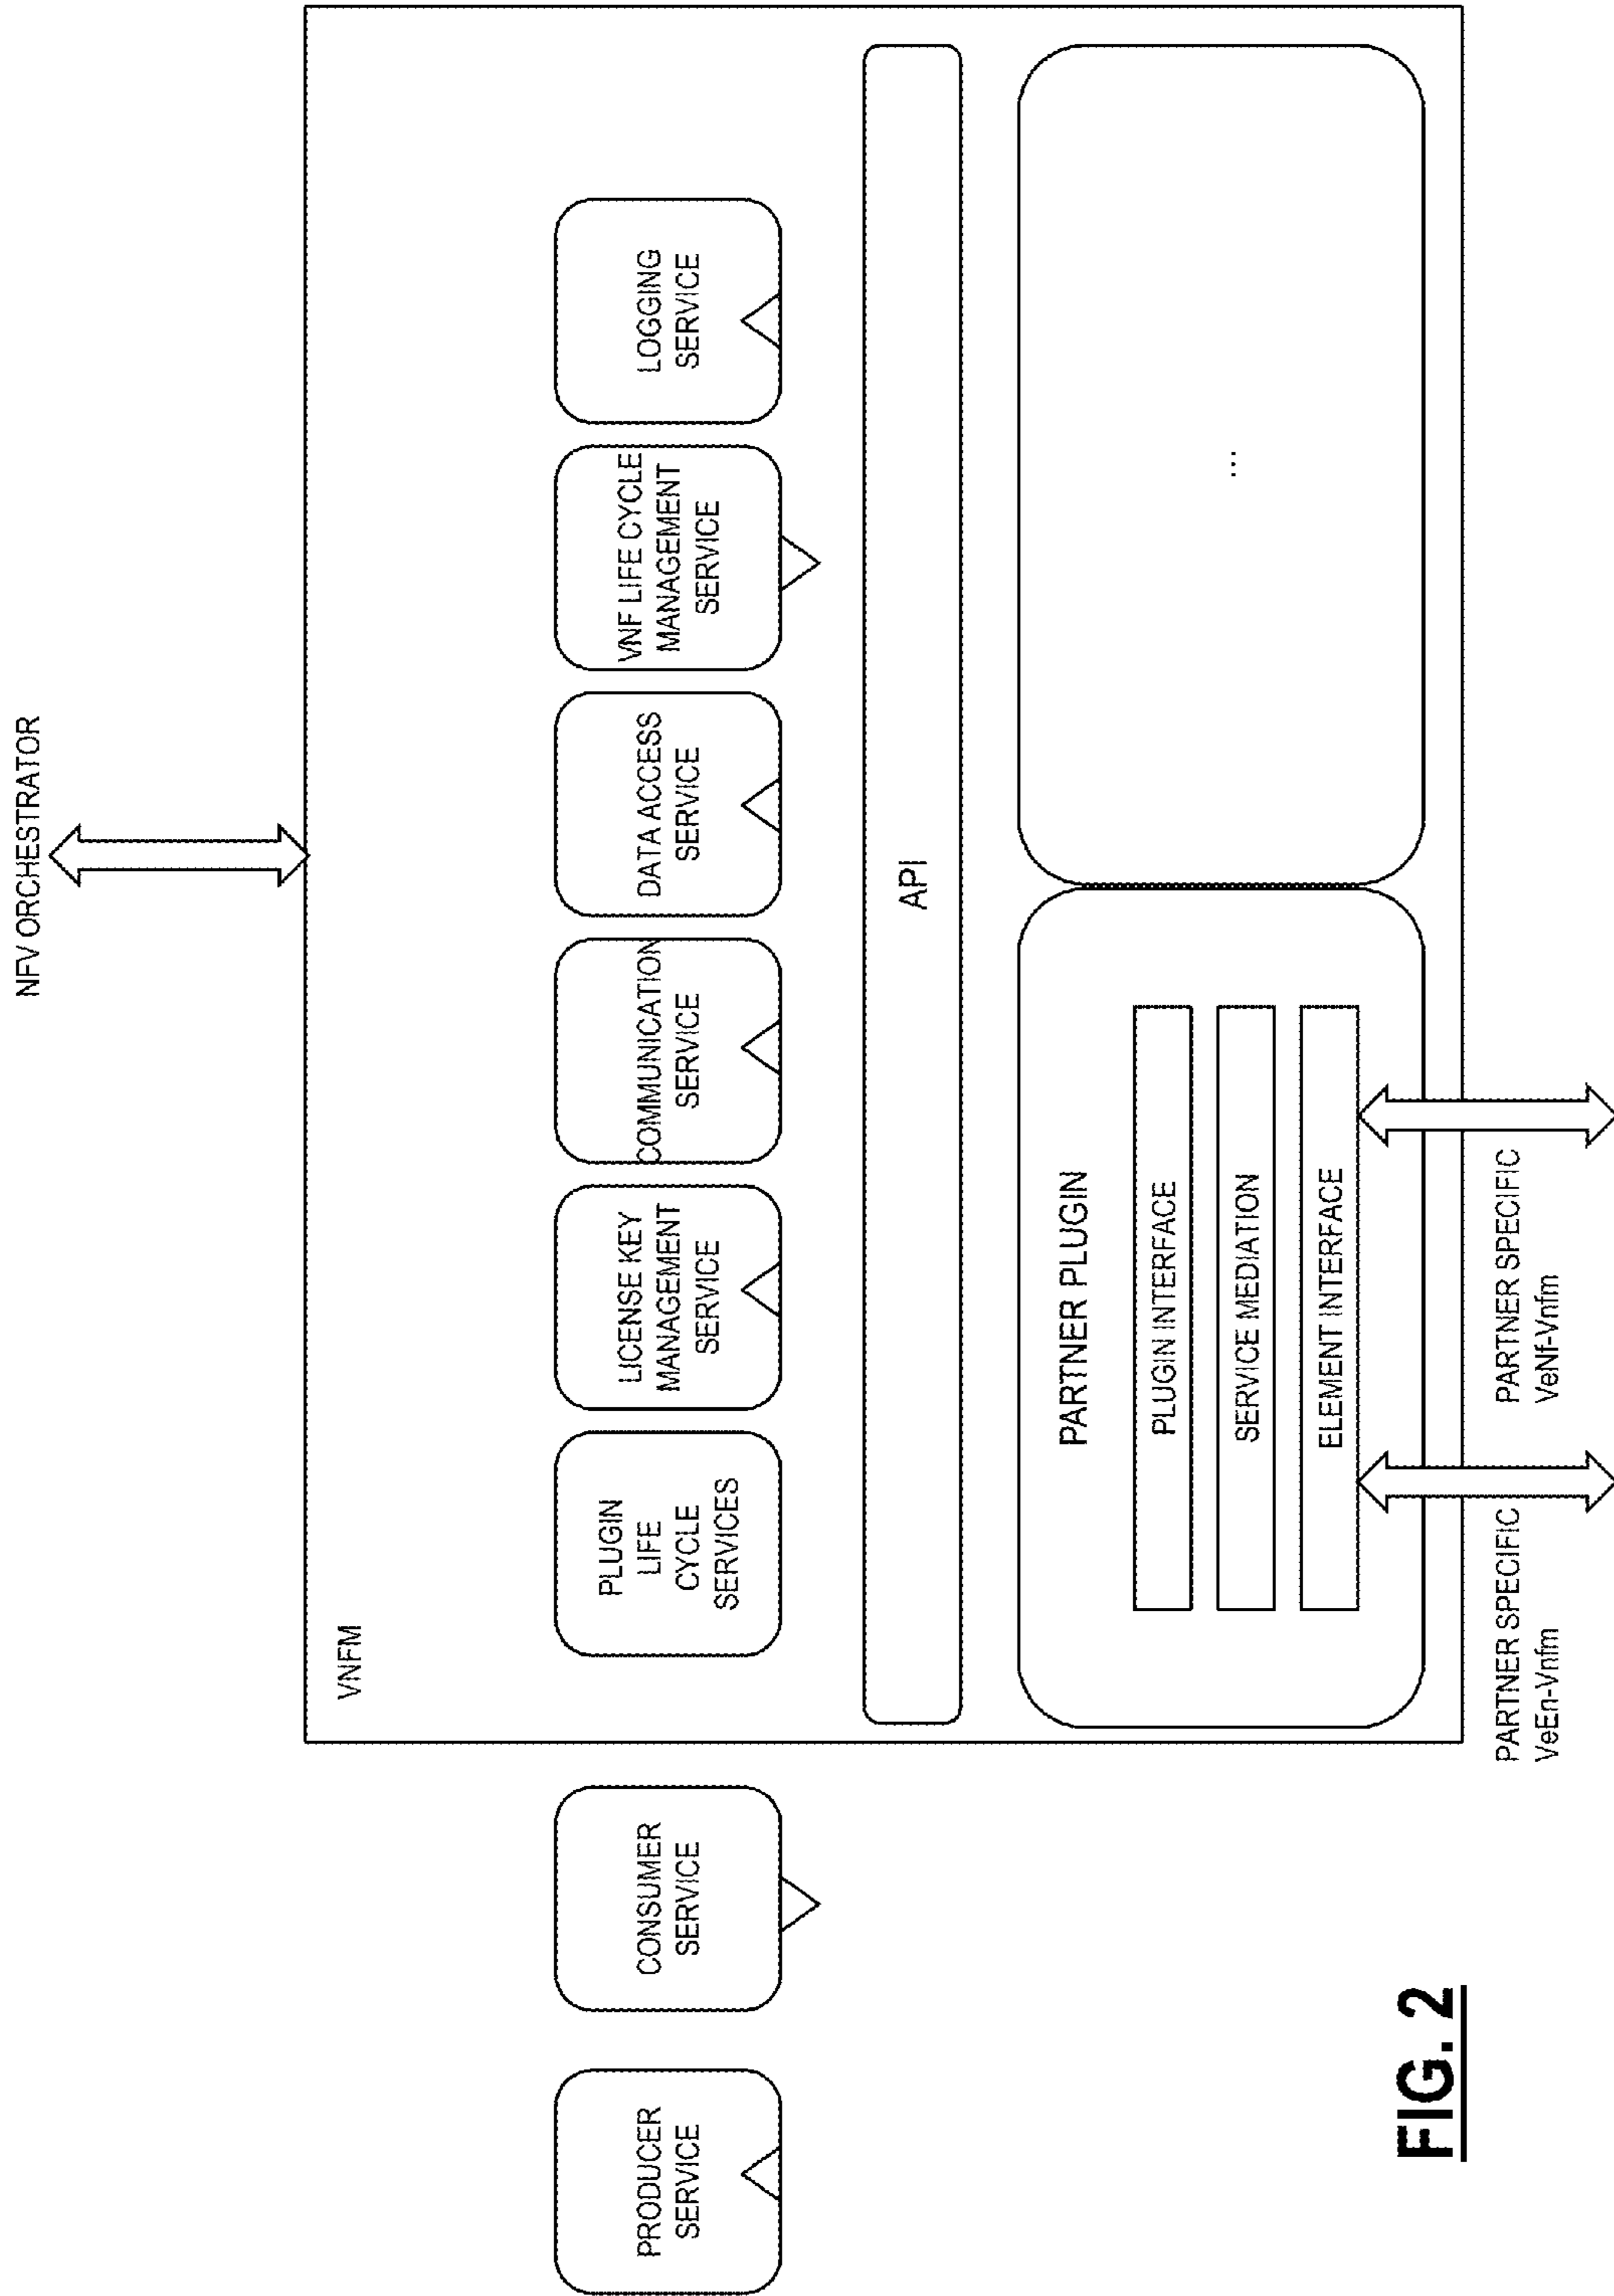 NFV ORCHESTRATOR
VNFM
PRODUCER
SERVICE
CONSUMER
SERVICE
PLUGIN
LIFE
CYCLE
SERVICES
LICENSE KEY
MANAGEMENT
SERVICE
COMMUNICATION
SERVICE
DATA ACCESS
SERVICE
VNF LIFE CYCLE
MANAGEMENT
SERVICE
LOGGING
SERVICE
API
PARTNER PLUGIN
PLUGIN INTERFACE
SERVICE MEDIATION
ELEMENT INTERFACE
...
PARTNER SPECIFIC
VeEn-Vnfm
PARTNER SPECIFIC
VeNf-Vnfm
FIG. 2